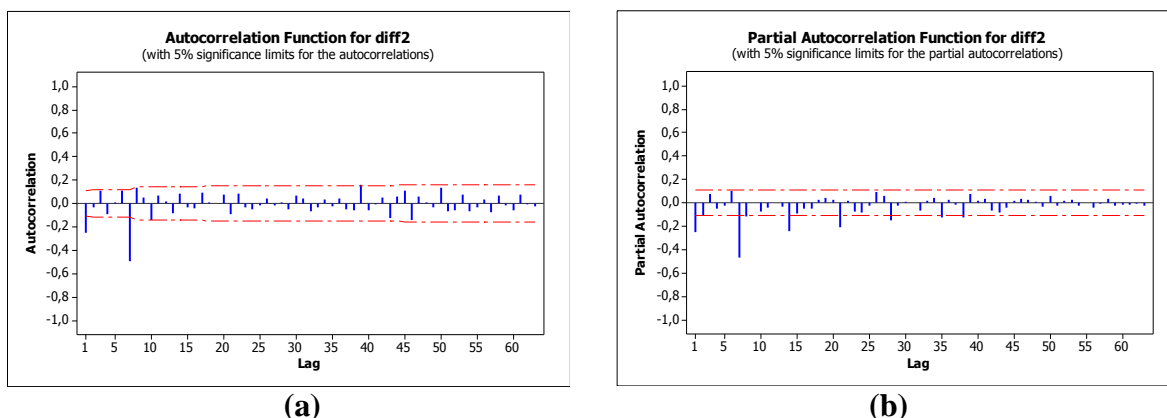 Autocorrelation Function for diff2
(with 5% significance limits for the autocorrelations)
1,0
0,8
0,6
0,4
0,2
0,0
-0,2
-0,4
-0,6
-0,8
-1,0
Autocorrelation
1 5 10 15 20 25 30 35 40 45 50 55 60
Lag
(a)
Partial Autocorrelation Function for diff2
(with 5% significance limits for the partial autocorrelations)
1,0
0,8
0,6
0,4
0,2
0,0
-0,2
-0,4
-0,6
-0,8
-1,0
Partial Autocorrelation
1 5 10 15 20 25 30 35 40 45 50 55 60
Lag
(b)